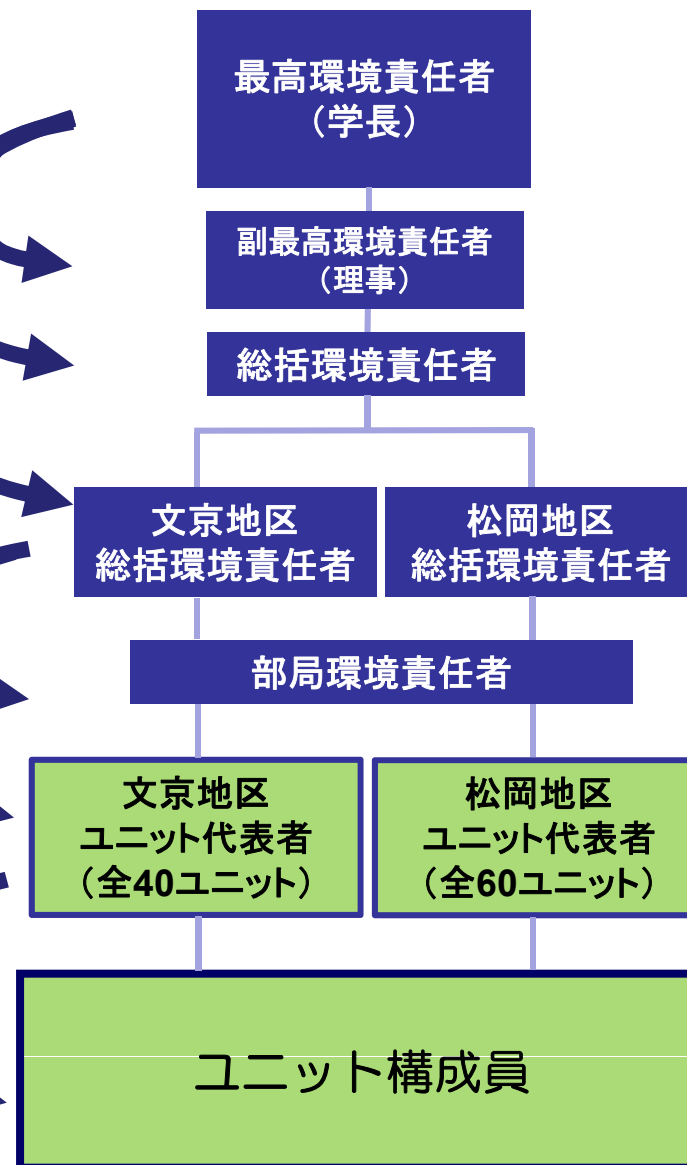 最高環境責任者
（学長）
副最高環境責任者
（理事）
総括環境責任者
文京地区
総括環境責任者
松岡地区
総括環境責任者
部局環境責任者
文京地区
ユニット代表者
（全40ユニット）
松岡地区
ユニット代表者
（全60ユニット）
ユニット構成員